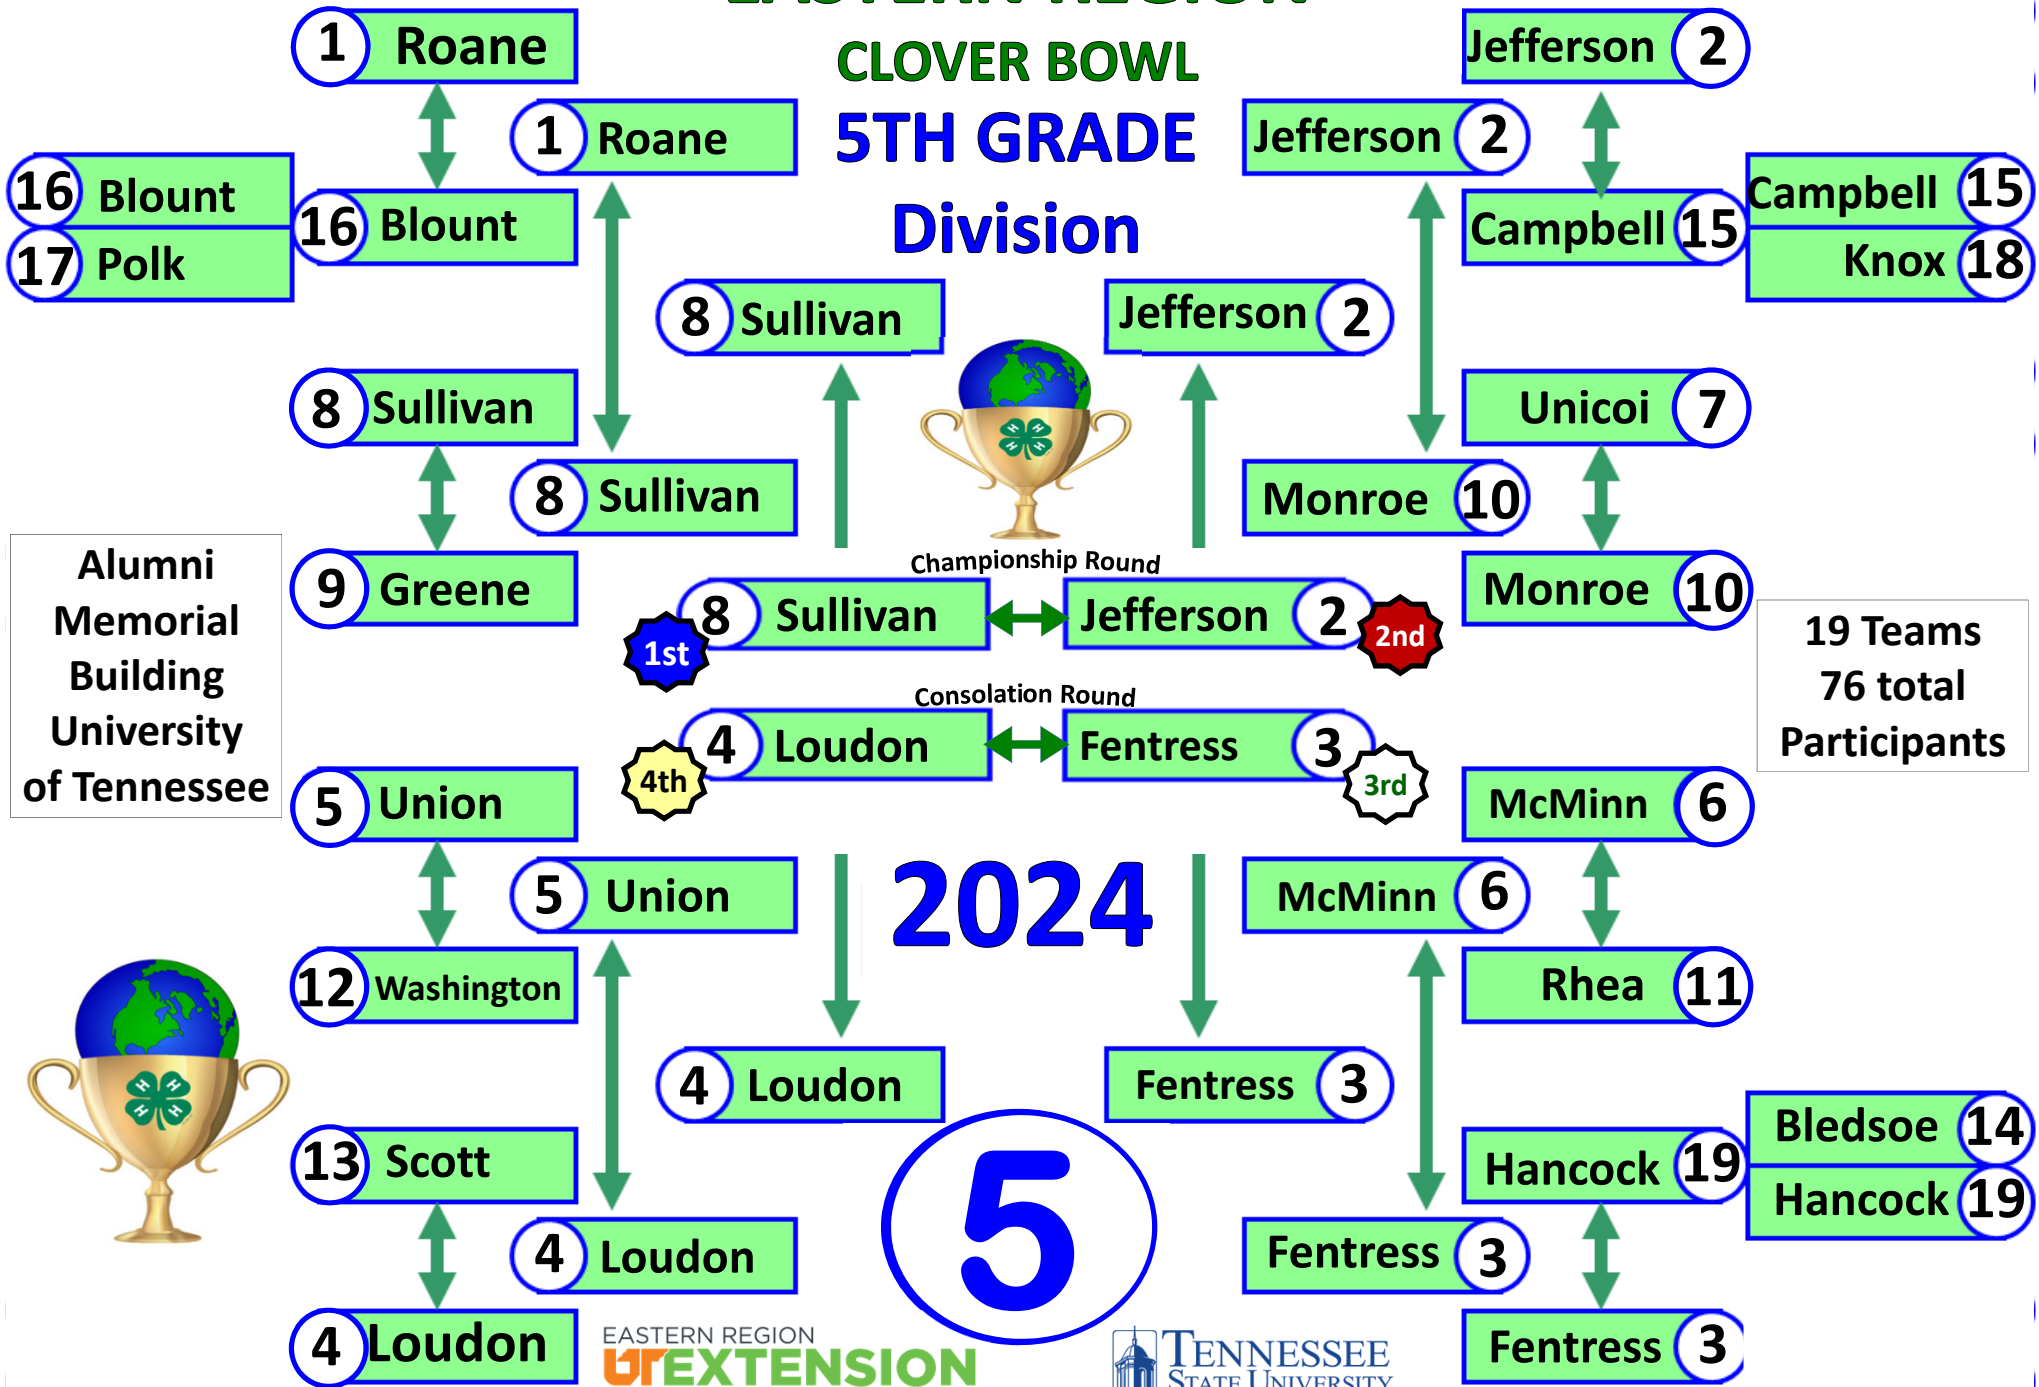 EASTERN REGION
CLOVER BOWL
5TH GRADE
Division
1 Roane
1 Roane
16 Blount
17 Polk
16 Blount
8 Sullivan
8 Sullivan
8 Sullivan
9 Greene
Jefferson 2
Jefferson 2
Campbell 15
Knox 18
Campbell 15
Jefferson 2
Unicoi 7
Monroe 10
Monroe 10
Alumni
Memorial
Building
University
of Tennessee
Championship Round
8 Sullivan
Jefferson 2
1st
2nd
Consolation Round
4 Loudon
Fentress 3
4th
3rd
19 Teams
76 total
Participants
5 Union
5 Union
12 Washington
4 Loudon
13 Scott
4 Loudon
4 Loudon
2024
McMinn 6
McMinn 6
Rhea 11
Fentress 3
Bledsoe 14
Hancock 19
Hancock 19
Fentress 3
Fentress 3
5
H H H H
H H H H
EASTERN REGION
UTEXTENSION
TENNESSEE
STATE UNIVERSITY